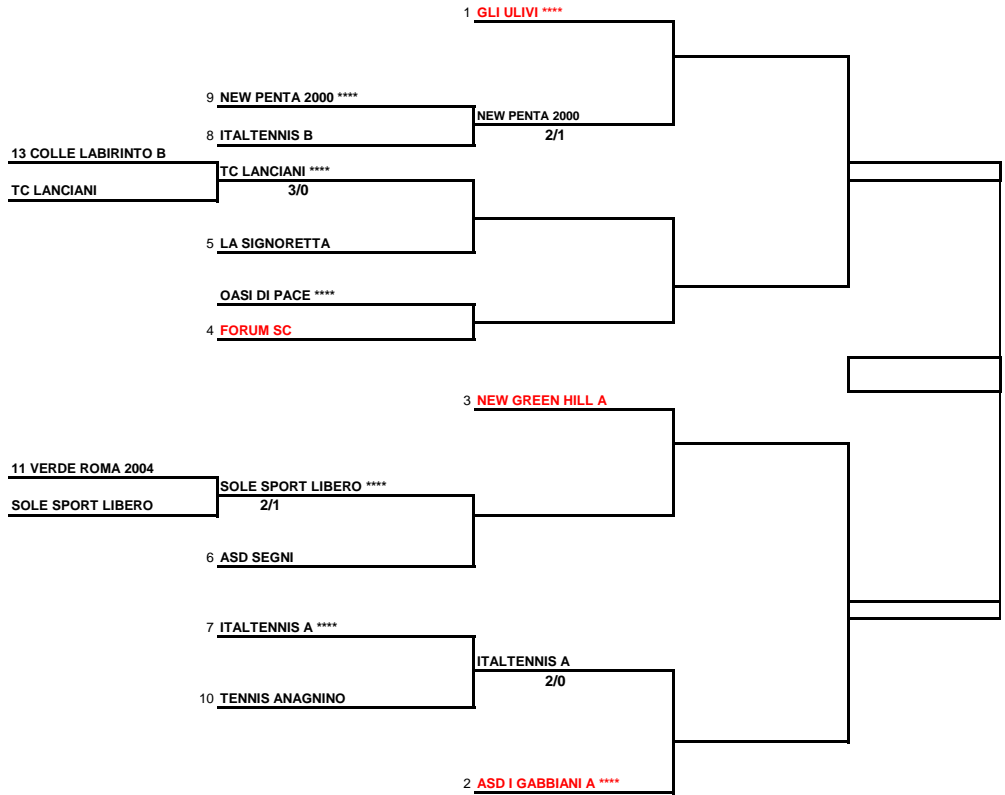 1 GLI ULIVI ****
9 NEW PENTA 2000 ****
NEW PENTA 2000
8 ITALTENNIS B
2/1
13 COLLE LABIRINTO B
TC LANCIANI ****
TC LANCIANI
3/0
5 LA SIGNORETTA
OASI DI PACE ****
4 FORUM SC
3 NEW GREEN HILL A
11 VERDE ROMA 2004
SOLE SPORT LIBERO ****
SOLE SPORT LIBERO
2/1
6 ASD SEGNI
7 ITALTENNIS A ****
ITALTENNIS A
2/0
10 TENNIS ANAGNINO
2 ASD I GABBIANI A ****